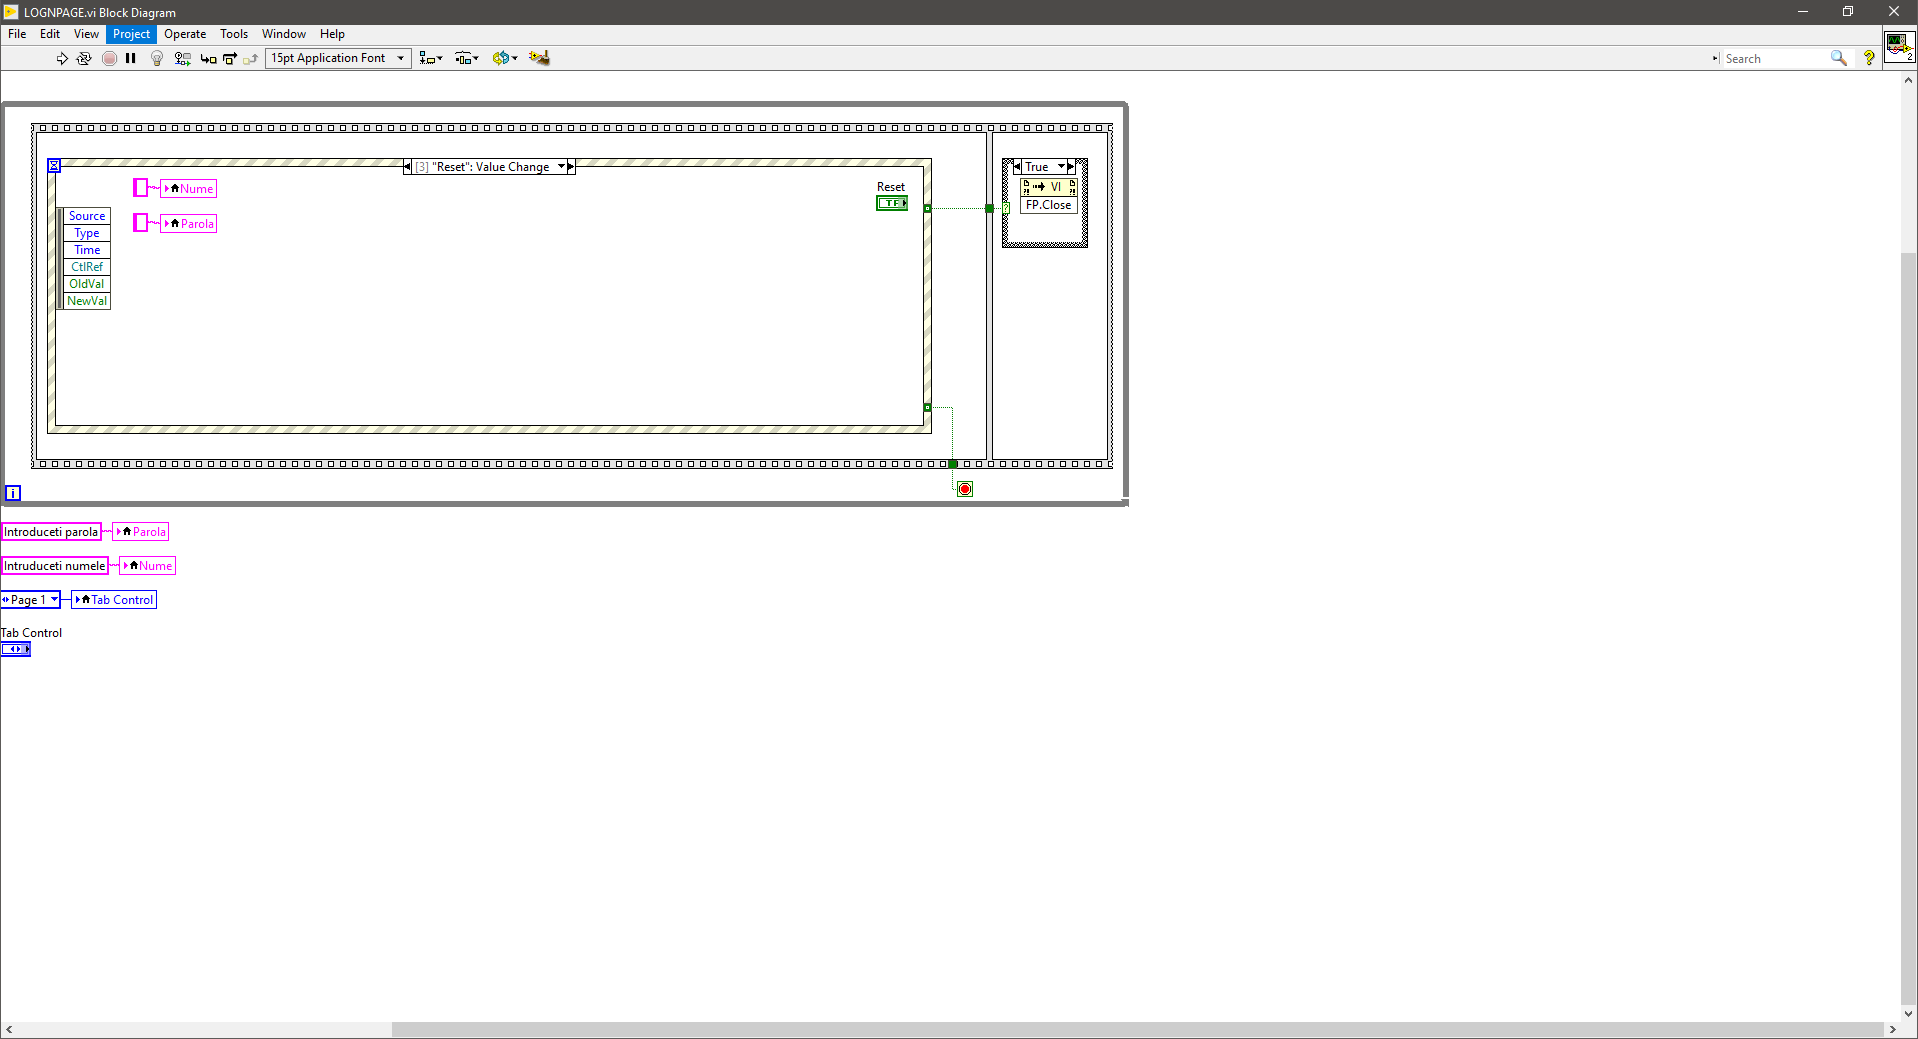 LOGNPAGE.vi Block Diagram
File Edit View Project Operate Tools Window Help
15pt Application Font
Search
2
[3] "Reset": Value Change
True
Nume
Reset
TF
VI
FP.Close
Source
Parola
Type
Time
CtlRef
OldVal
NewVal
i
Introduceti parola Parola
Intruduceti numele Nume
Page 1 Tab Control
Tab Control